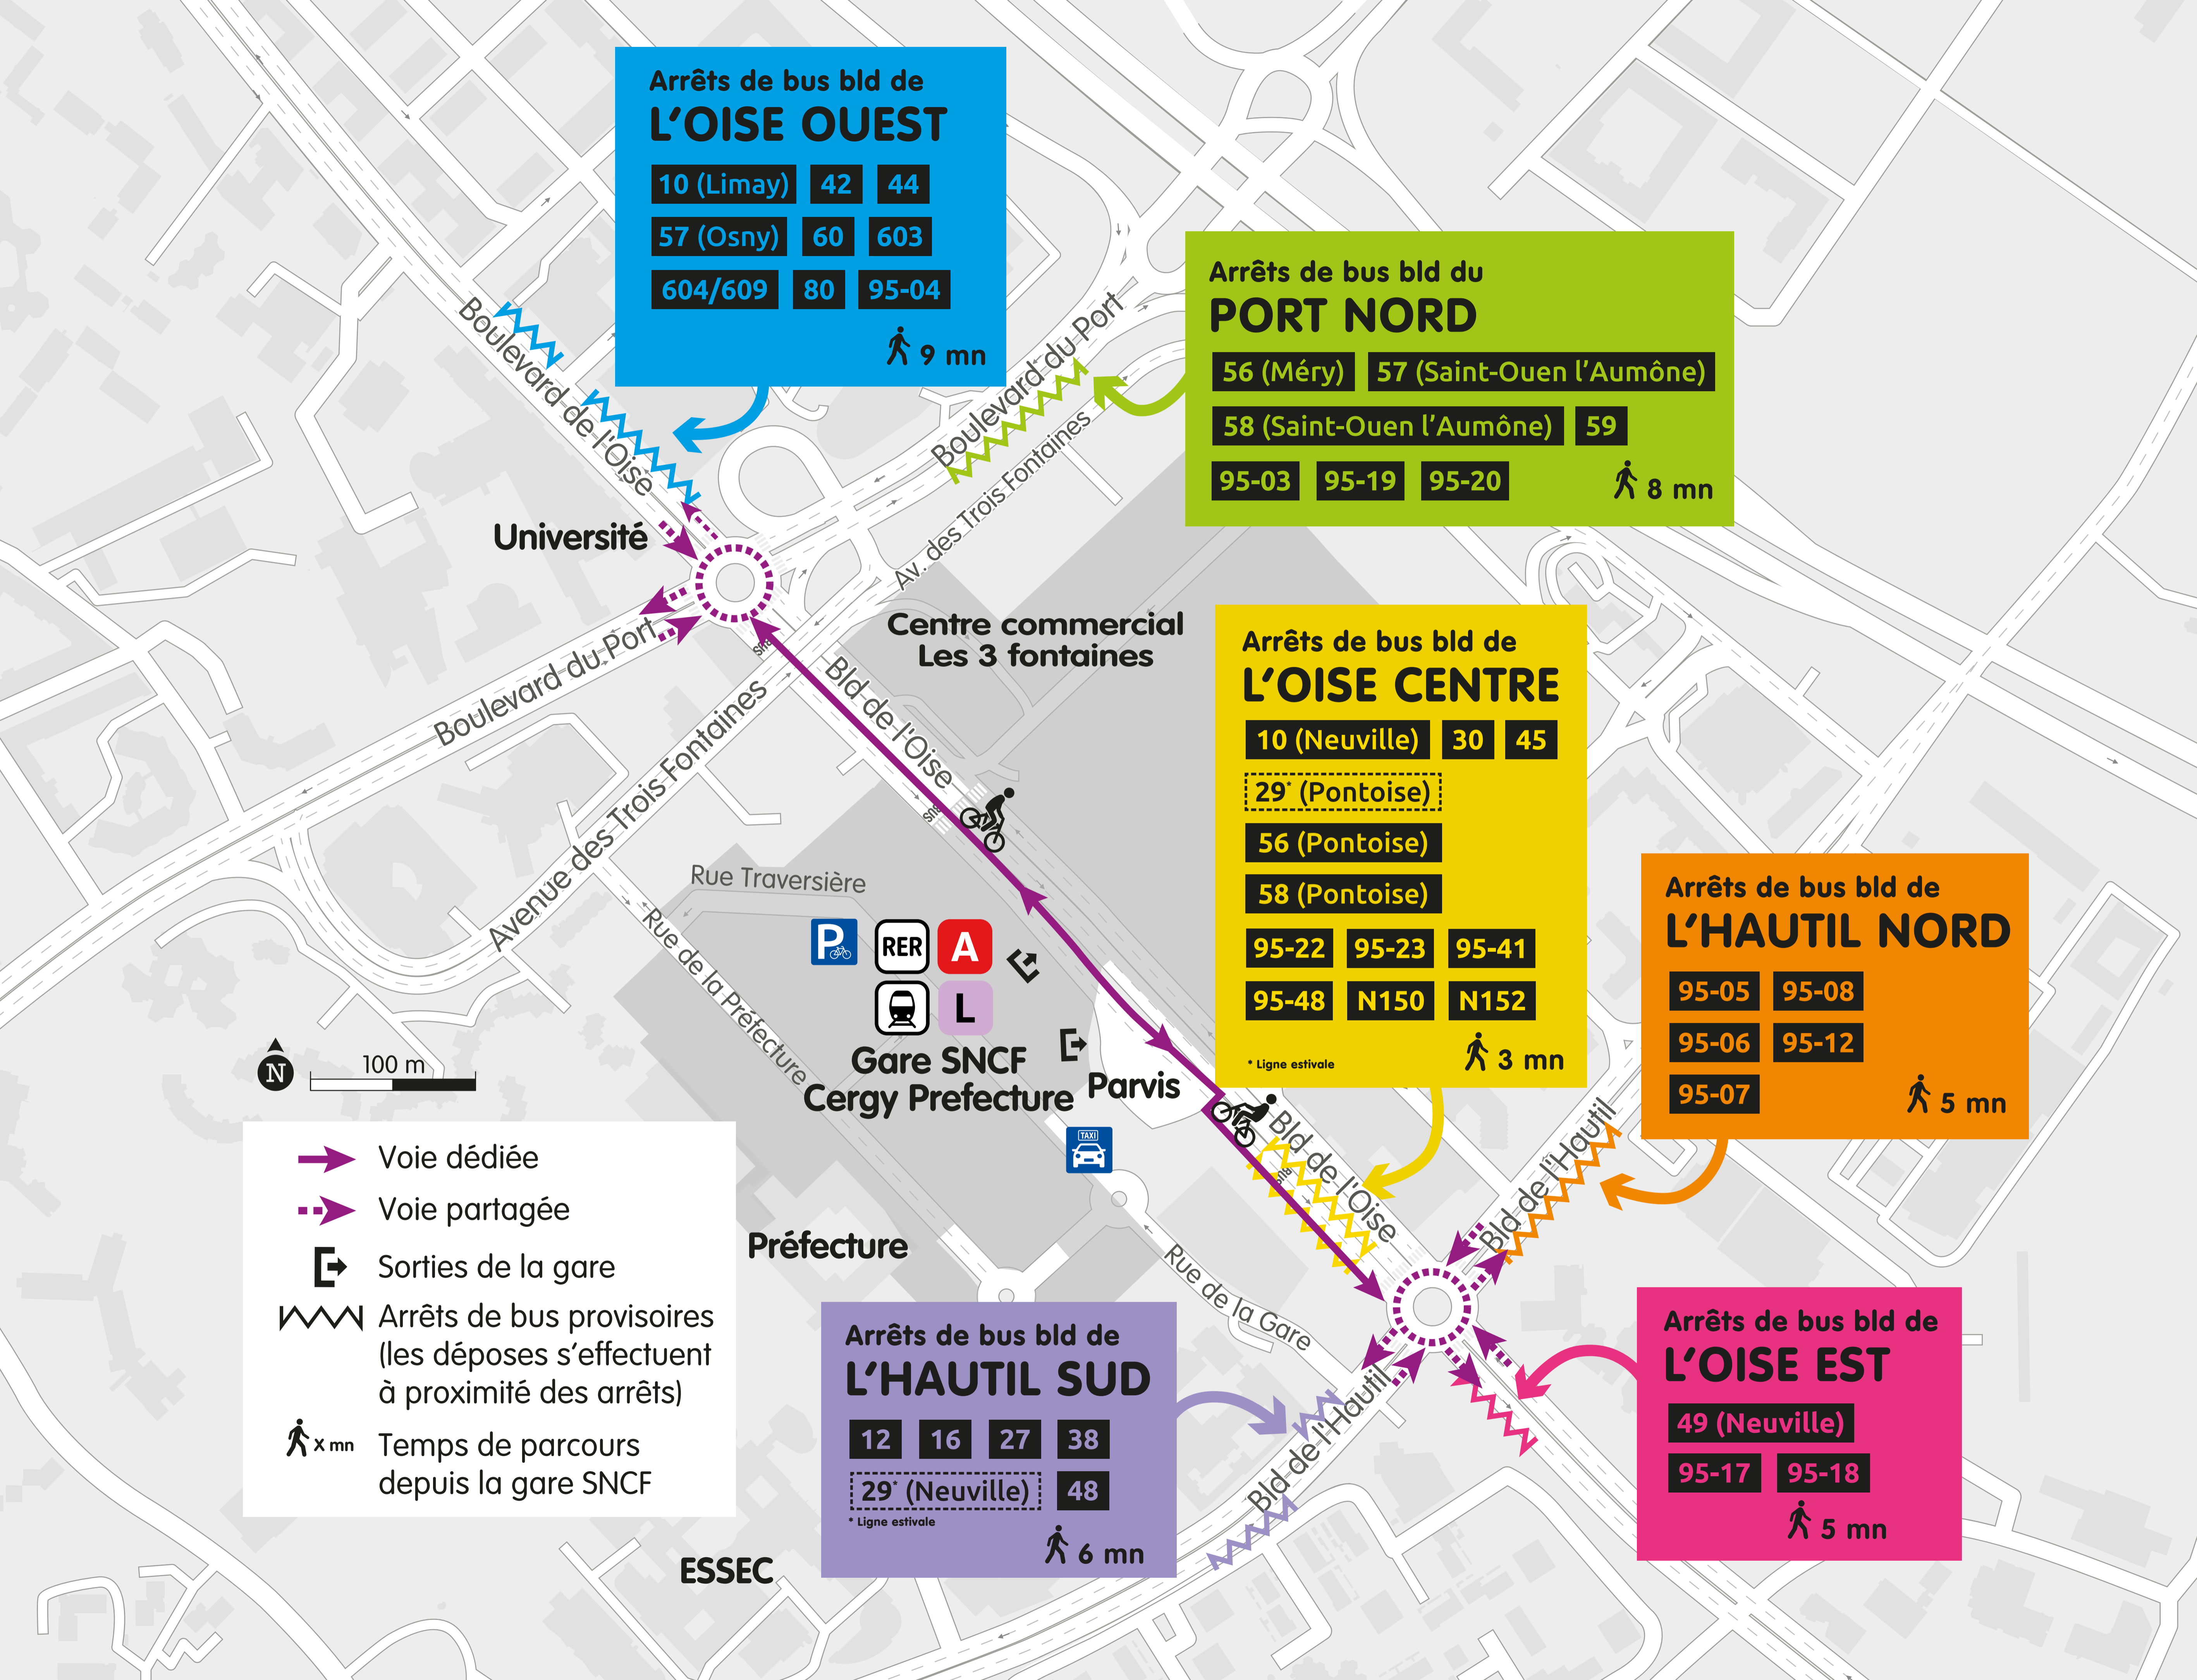 Arrêts de bus bld de
L'OISE OUEST
10 (Limay) 42 44
57 (Osny) 60 603
604/609 80 95-04
9 mn
Arrêts de bus bld du
PORT NORD
56 (Méry) 57 (Saint-Ouen l'Aumône)
58 (Saint-Ouen l'Aumône) 59
95-03 95-19 95-20
8 mn
Boulevard de l'Oise
Boulevard du Port
Av. des Trois Fontaines
Université
Centre commercial
Les 3 fontaines
Boulevard du Port
BUS
Bld de l'Oise
Avenue des Trois Fontaines
BUS
Arrêts de bus bld de
L'OISE CENTRE
10 (Neuville) 30 45
29* (Pontoise)
56 (Pontoise)
58 (Pontoise)
95-22 95-23 95-41
95-48 N150 N152
* Ligne estivale
3 mn
Arrêts de bus bld de
L'HAUTIL NORD
95-05 95-08
95-06 95-12
95-07
5 mn
Rue Traversière
Rue de la Préfecture
P RER A
L
Gare SNCF
Cergy Prefecture
Parvis
TAXI
N
100 m
Bld de l'Oise
BUS
Bld de l'Hautil
Préfecture
Rue de la Gare
Voie dédiée
Voie partagée
Sorties de la gare
Arrêts de bus provisoires
(les déposes s'effectuent
à proximité des arrêts)
x mn
Temps de parcours
depuis la gare SNCF
Arrêts de bus bld de
L'HAUTIL SUD
12 16 27 38
29* (Neuville) 48
* Ligne estivale
6 mn
Bld de l'Hautil
Arrêts de bus bld de
L'OISE EST
49 (Neuville)
95-17 95-18
5 mn
ESSEC